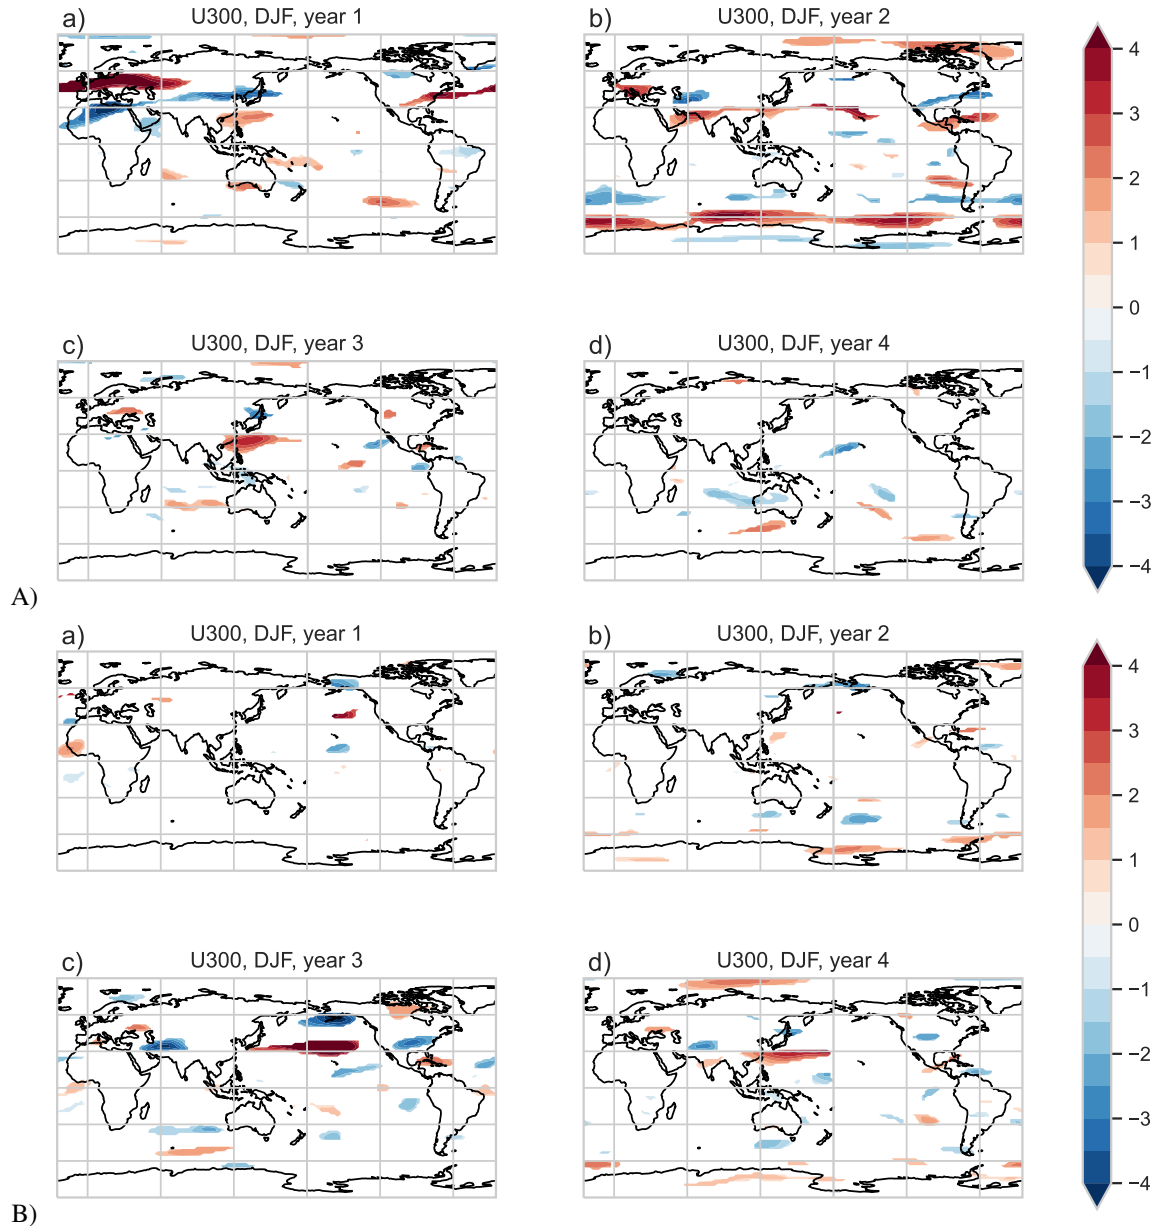 a) U300, DJF, year 1
b) U300, DJF, year 2
4
3
2
1
0
−1
−2
−3
−4
c) U300, DJF, year 3
d) U300, DJF, year 4
A)
a) U300, DJF, year 1
b) U300, DJF, year 2
4
3
2
1
0
−1
−2
−3
−4
c) U300, DJF, year 3
d) U300, DJF, year 4
B)